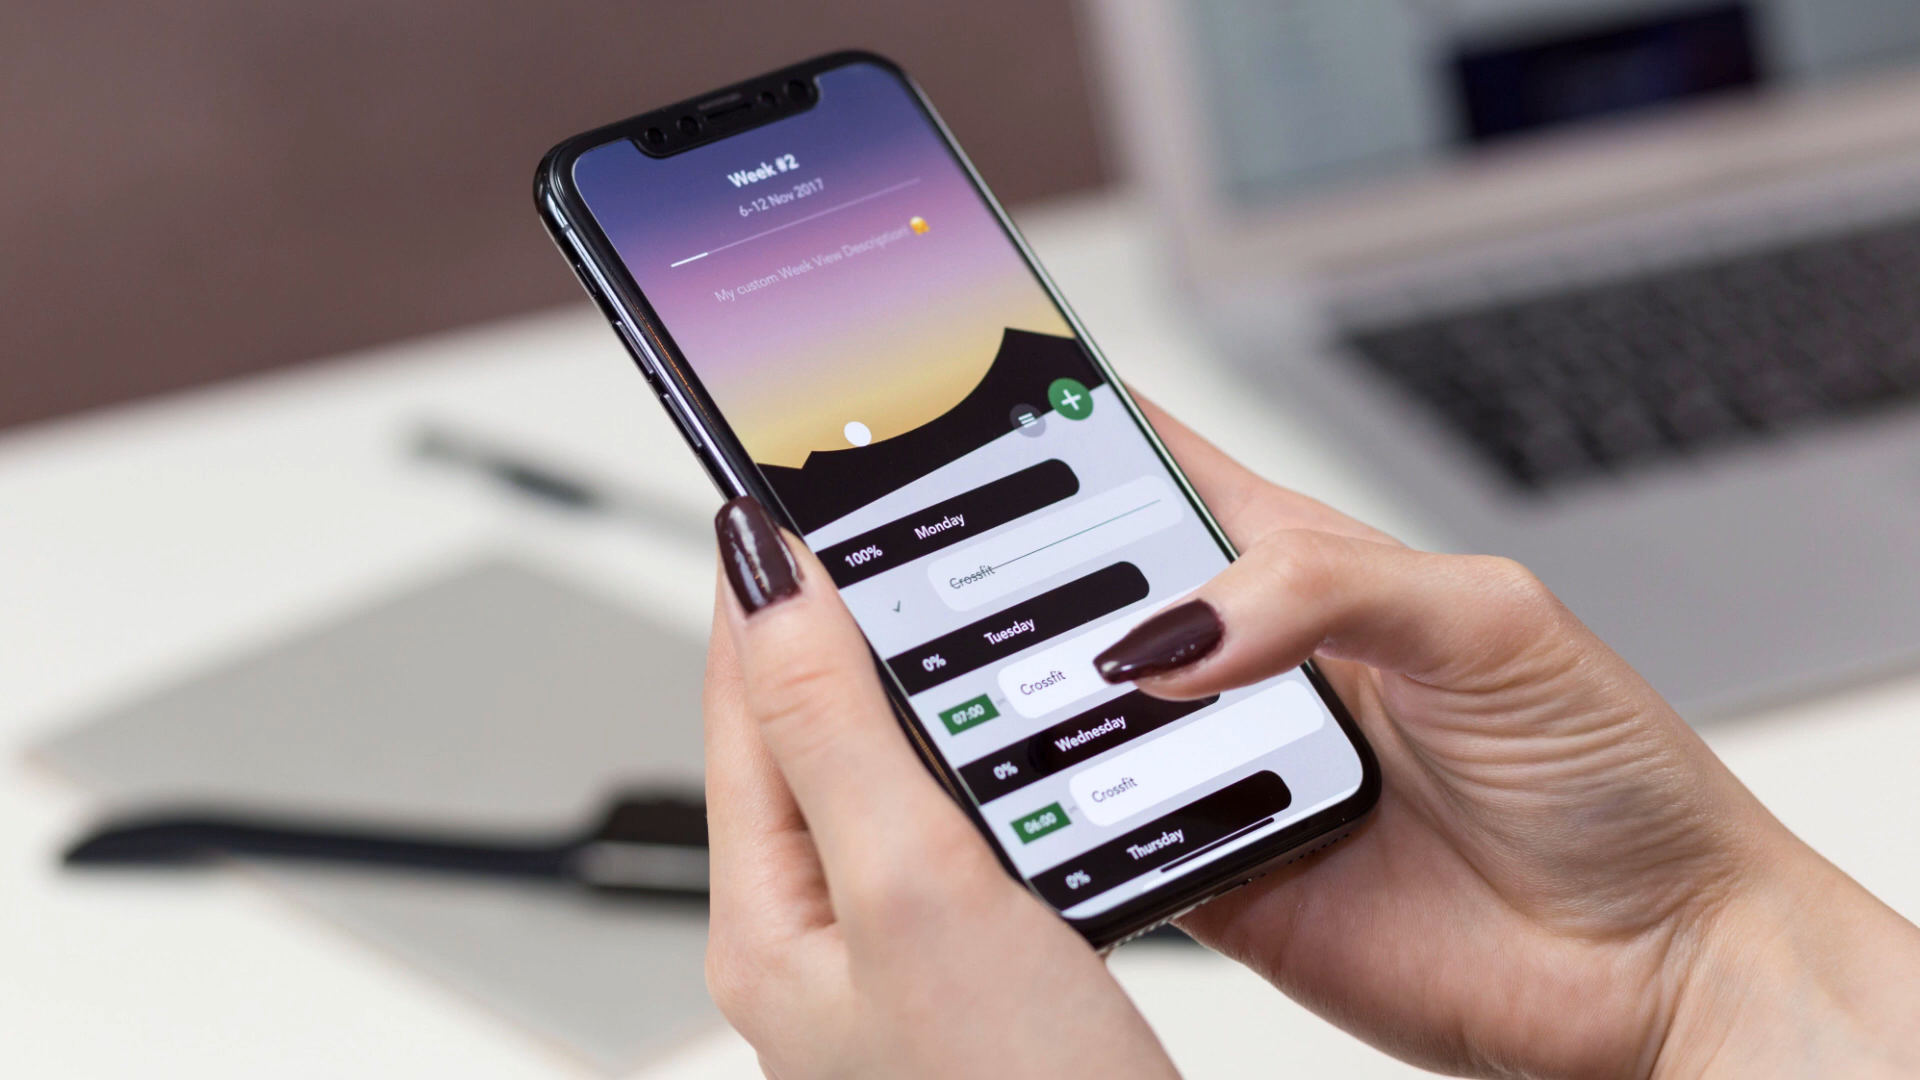 Week #2
6-12 Nov 2017
My custom Week View Description! 🤗
100% Monday
✓ Crossfit
0% Tuesday
07:00 Crossfit
0% Wednesday
06:00 Crossfit
0% Thursday